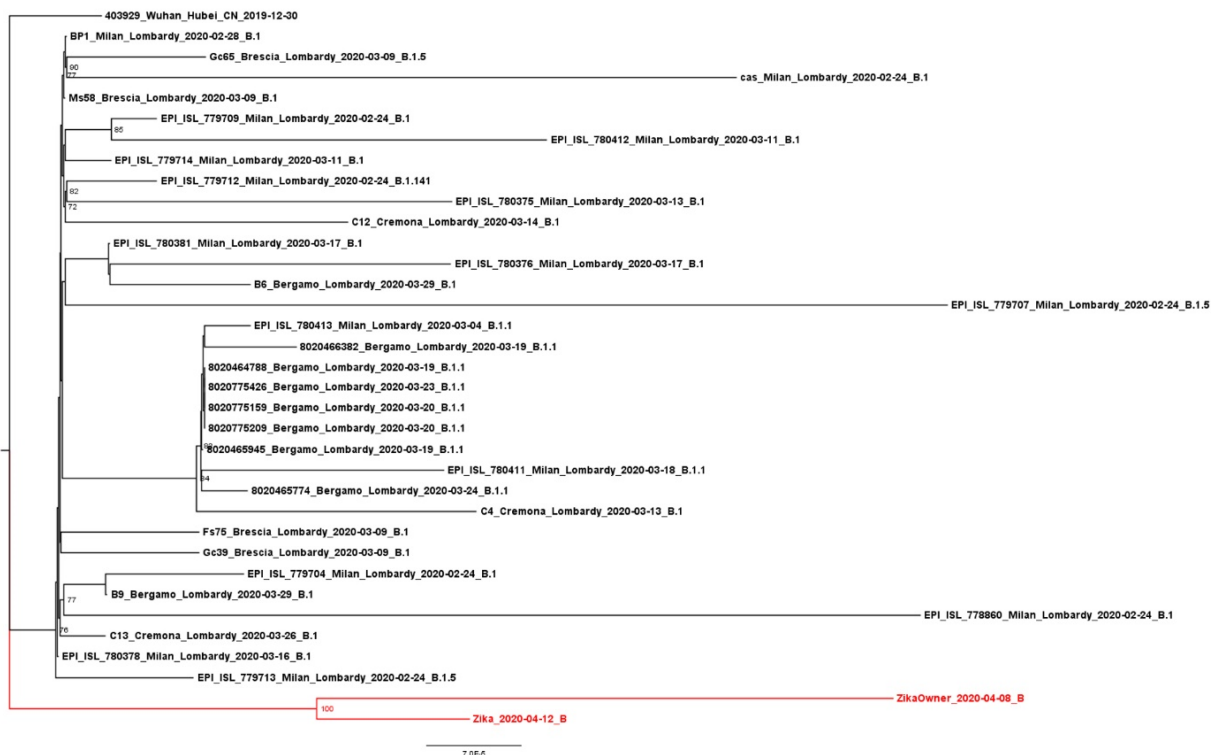 403929_Wuhan_Hubei_CN_2019-12-30
BP1_Milan_Lombardy_2020-02-28_B.1
Gc65_Brescia_Lombardy_2020-03-09_B.1.5
90
77
cas_Milan_Lombardy_2020-02-24_B.1
Ms58_Brescia_Lombardy_2020-03-09_B.1
EPI_ISL_779709_Milan_Lombardy_2020-02-24_B.1
85
EPI_ISL_780412_Milan_Lombardy_2020-03-11_B.1
EPI_ISL_779714_Milan_Lombardy_2020-03-11_B.1
EPI_ISL_779712_Milan_Lombardy_2020-02-24_B.1.141
82
EPI_ISL_780375_Milan_Lombardy_2020-03-13_B.1
72
C12_Cremona_Lombardy_2020-03-14_B.1
EPI_ISL_780381_Milan_Lombardy_2020-03-17_B.1
EPI_ISL_780376_Milan_Lombardy_2020-03-17_B.1
B6_Bergamo_Lombardy_2020-03-29_B.1
EPI_ISL_779707_Milan_Lombardy_2020-02-24_B.1.5
EPI_ISL_780413_Milan_Lombardy_2020-03-04_B.1.1
8020466382_Bergamo_Lombardy_2020-03-19_B.1.1
8020464788_Bergamo_Lombardy_2020-03-19_B.1.1
8020775426_Bergamo_Lombardy_2020-03-23_B.1.1
8020775159_Bergamo_Lombardy_2020-03-20_B.1.1
8020775209_Bergamo_Lombardy_2020-03-20_B.1.1
8020465945_Bergamo_Lombardy_2020-03-19_B.1.1
EPI_ISL_780411_Milan_Lombardy_2020-03-18_B.1.1
8020465774_Bergamo_Lombardy_2020-03-24_B.1.1
C4_Cremona_Lombardy_2020-03-13_B.1
Fs75_Brescia_Lombardy_2020-03-09_B.1
Gc39_Brescia_Lombardy_2020-03-09_B.1
EPI_ISL_779704_Milan_Lombardy_2020-02-24_B.1
B9_Bergamo_Lombardy_2020-03-29_B.1
77
EPI_ISL_778860_Milan_Lombardy_2020-02-24_B.1
76
C13_Cremona_Lombardy_2020-03-26_B.1
EPI_ISL_780378_Milan_Lombardy_2020-03-16_B.1
EPI_ISL_779713_Milan_Lombardy_2020-02-24_B.1.5
ZikaOwner_2020-04-08_B
100
Zika_2020-04-12_B